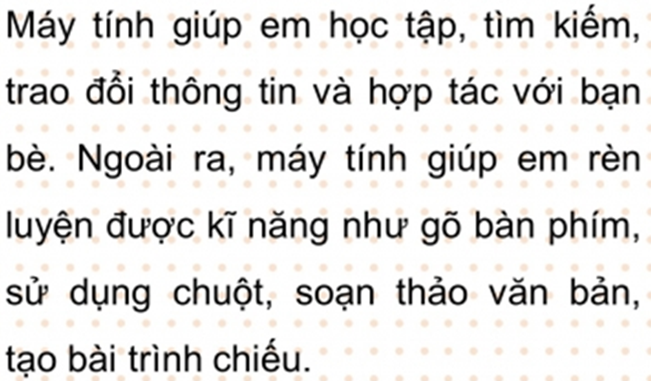 Máy tính giúp em học tập, tìm kiếm,
trao đổi thông tin và hợp tác với bạn
bè. Ngoài ra, máy tính giúp em rèn
luyện được kĩ năng như gõ bàn phím,
sử dụng chuột, soạn thảo văn bản,
tạo bài trình chiếu.